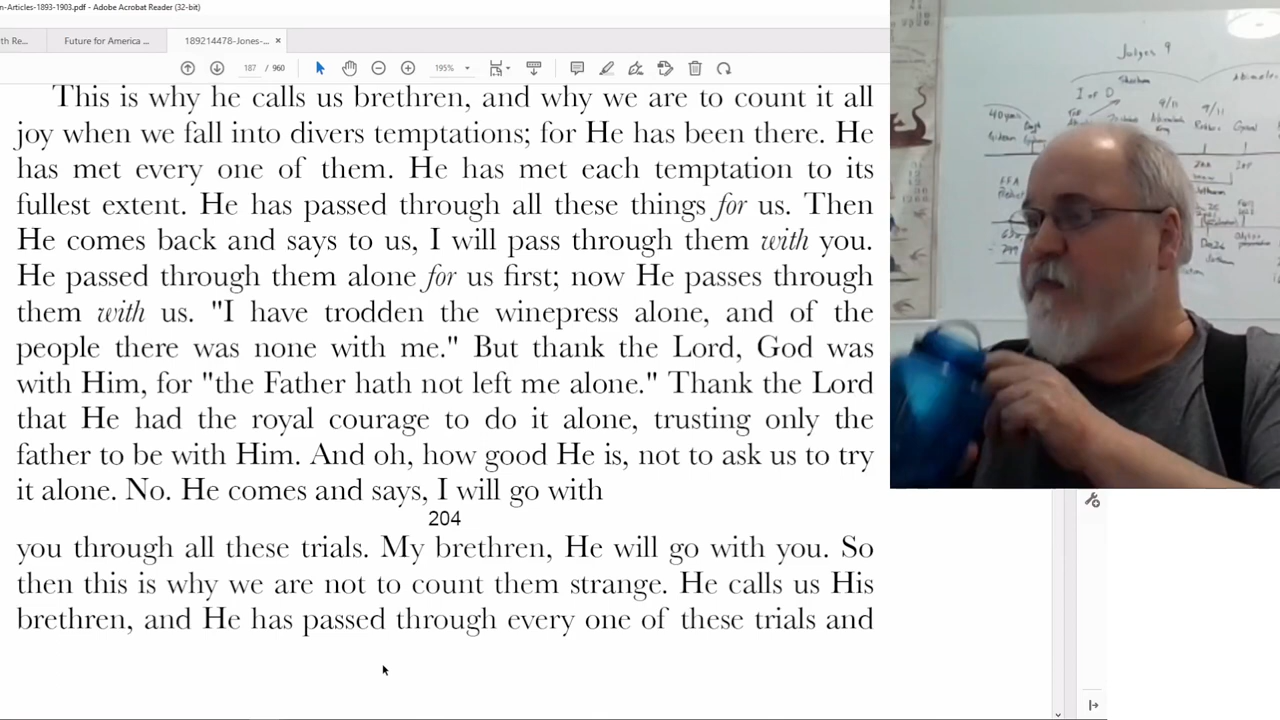 n-Articles-1893-1903.pdf - Adobe Acrobat Reader (32-bit)
th Re...
Future for America ...
189214478-Jones-...
187 / 960
195%
This is why he calls us brethren, and why we are to count it all
joy when we fall into divers temptations; for He has been there. He
has met every one of them. He has met each temptation to its
fullest extent. He has passed through all these things for us. Then
He comes back and says to us, I will pass through them with you.
He passed through them alone for us first; now He passes through
them with us. "I have trodden the winepress alone, and of the
people there was none with me." But thank the Lord, God was
with Him, for "the Father hath not left me alone." Thank the Lord
that He had the royal courage to do it alone, trusting only the
father to be with Him. And oh, how good He is, not to ask us to try
it alone. No. He comes and says, I will go with
204
you through all these trials. My brethren, He will go with you. So
then this is why we are not to count them strange. He calls us His
brethren, and He has passed through every one of these trials and
Judges 9
Shechem
I of D
9/11
9/11